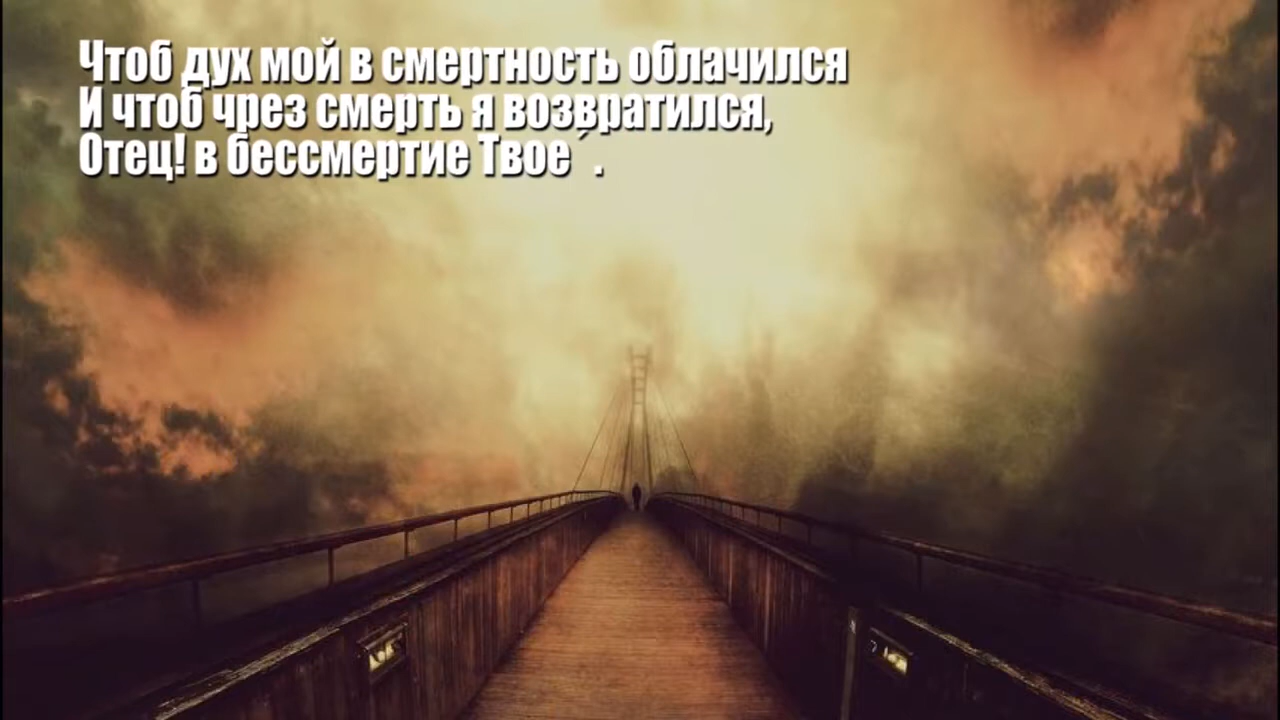 Чтоб дух мой в смертность облачился
И чтоб чрез смерть я возвратился,
Отец! в бессмертие Твое´.